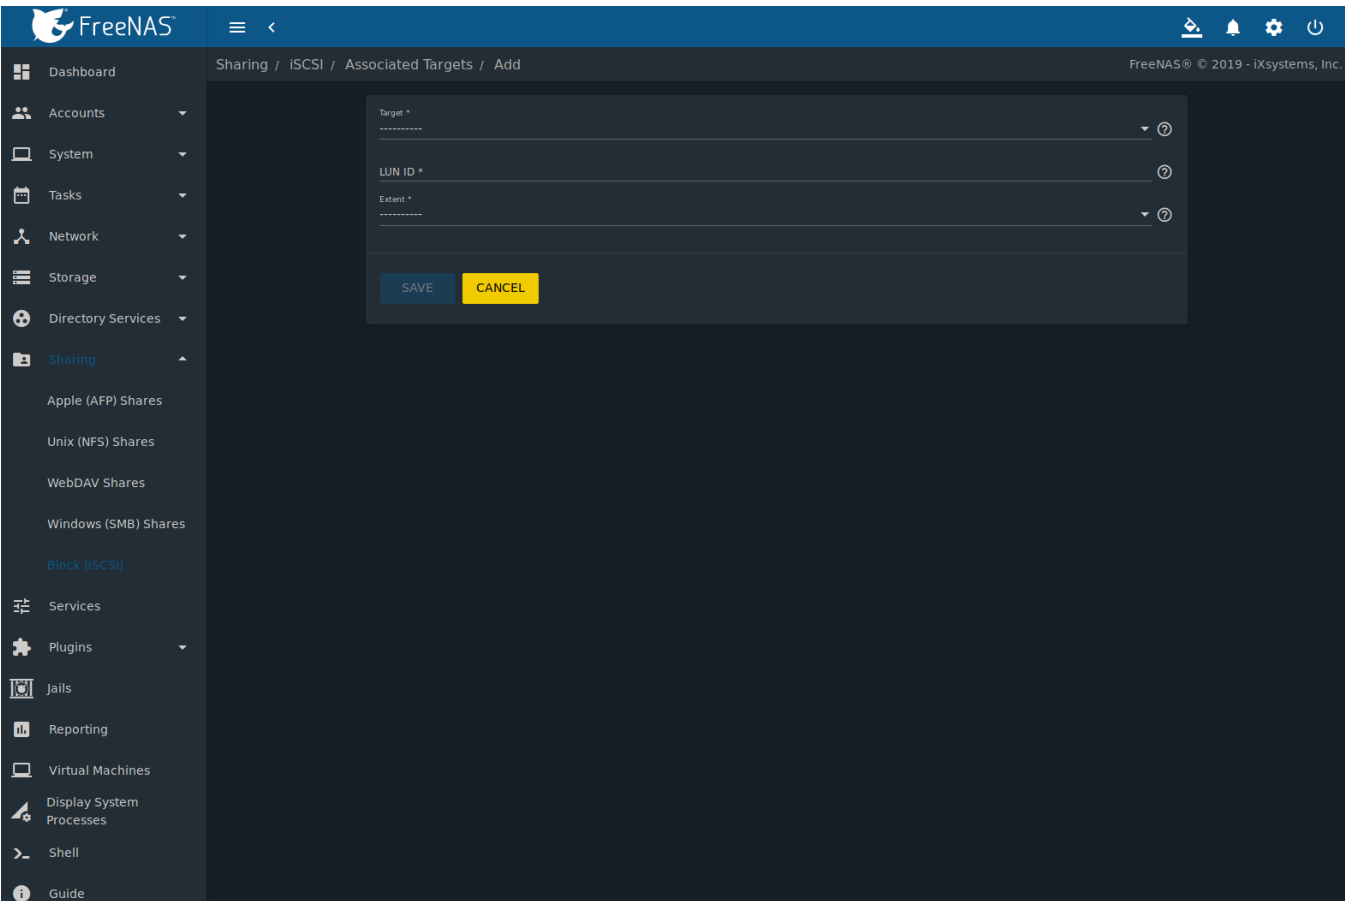 FreeNAS™
Sharing / iSCSI / Associated Targets / Add
FreeNAS® © 2019 - iXsystems, Inc.
Dashboard
Accounts
System
Tasks
Network
Storage
Directory Services
Sharing
Apple (AFP) Shares
Unix (NFS) Shares
WebDAV Shares
Windows (SMB) Shares
Block (iSCSI)
Services
Plugins
Jails
Reporting
Virtual Machines
Display System
Processes
Shell
Guide
Target *
----------
LUN ID *
Extent *
----------
SAVE
CANCEL